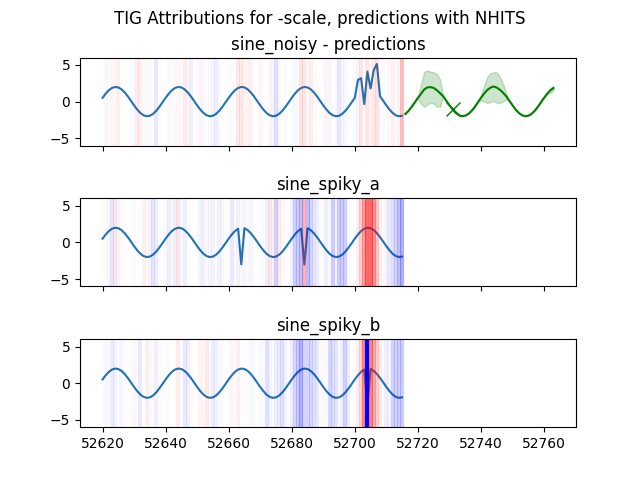 TIG Attributions for -scale, predictions with NHITS
sine_noisy - predictions
5
0
−5
sine_spiky_a
5
0
−5
sine_spiky_b
5
0
−5
52620 52640 52660 52680 52700 52720 52740 52760